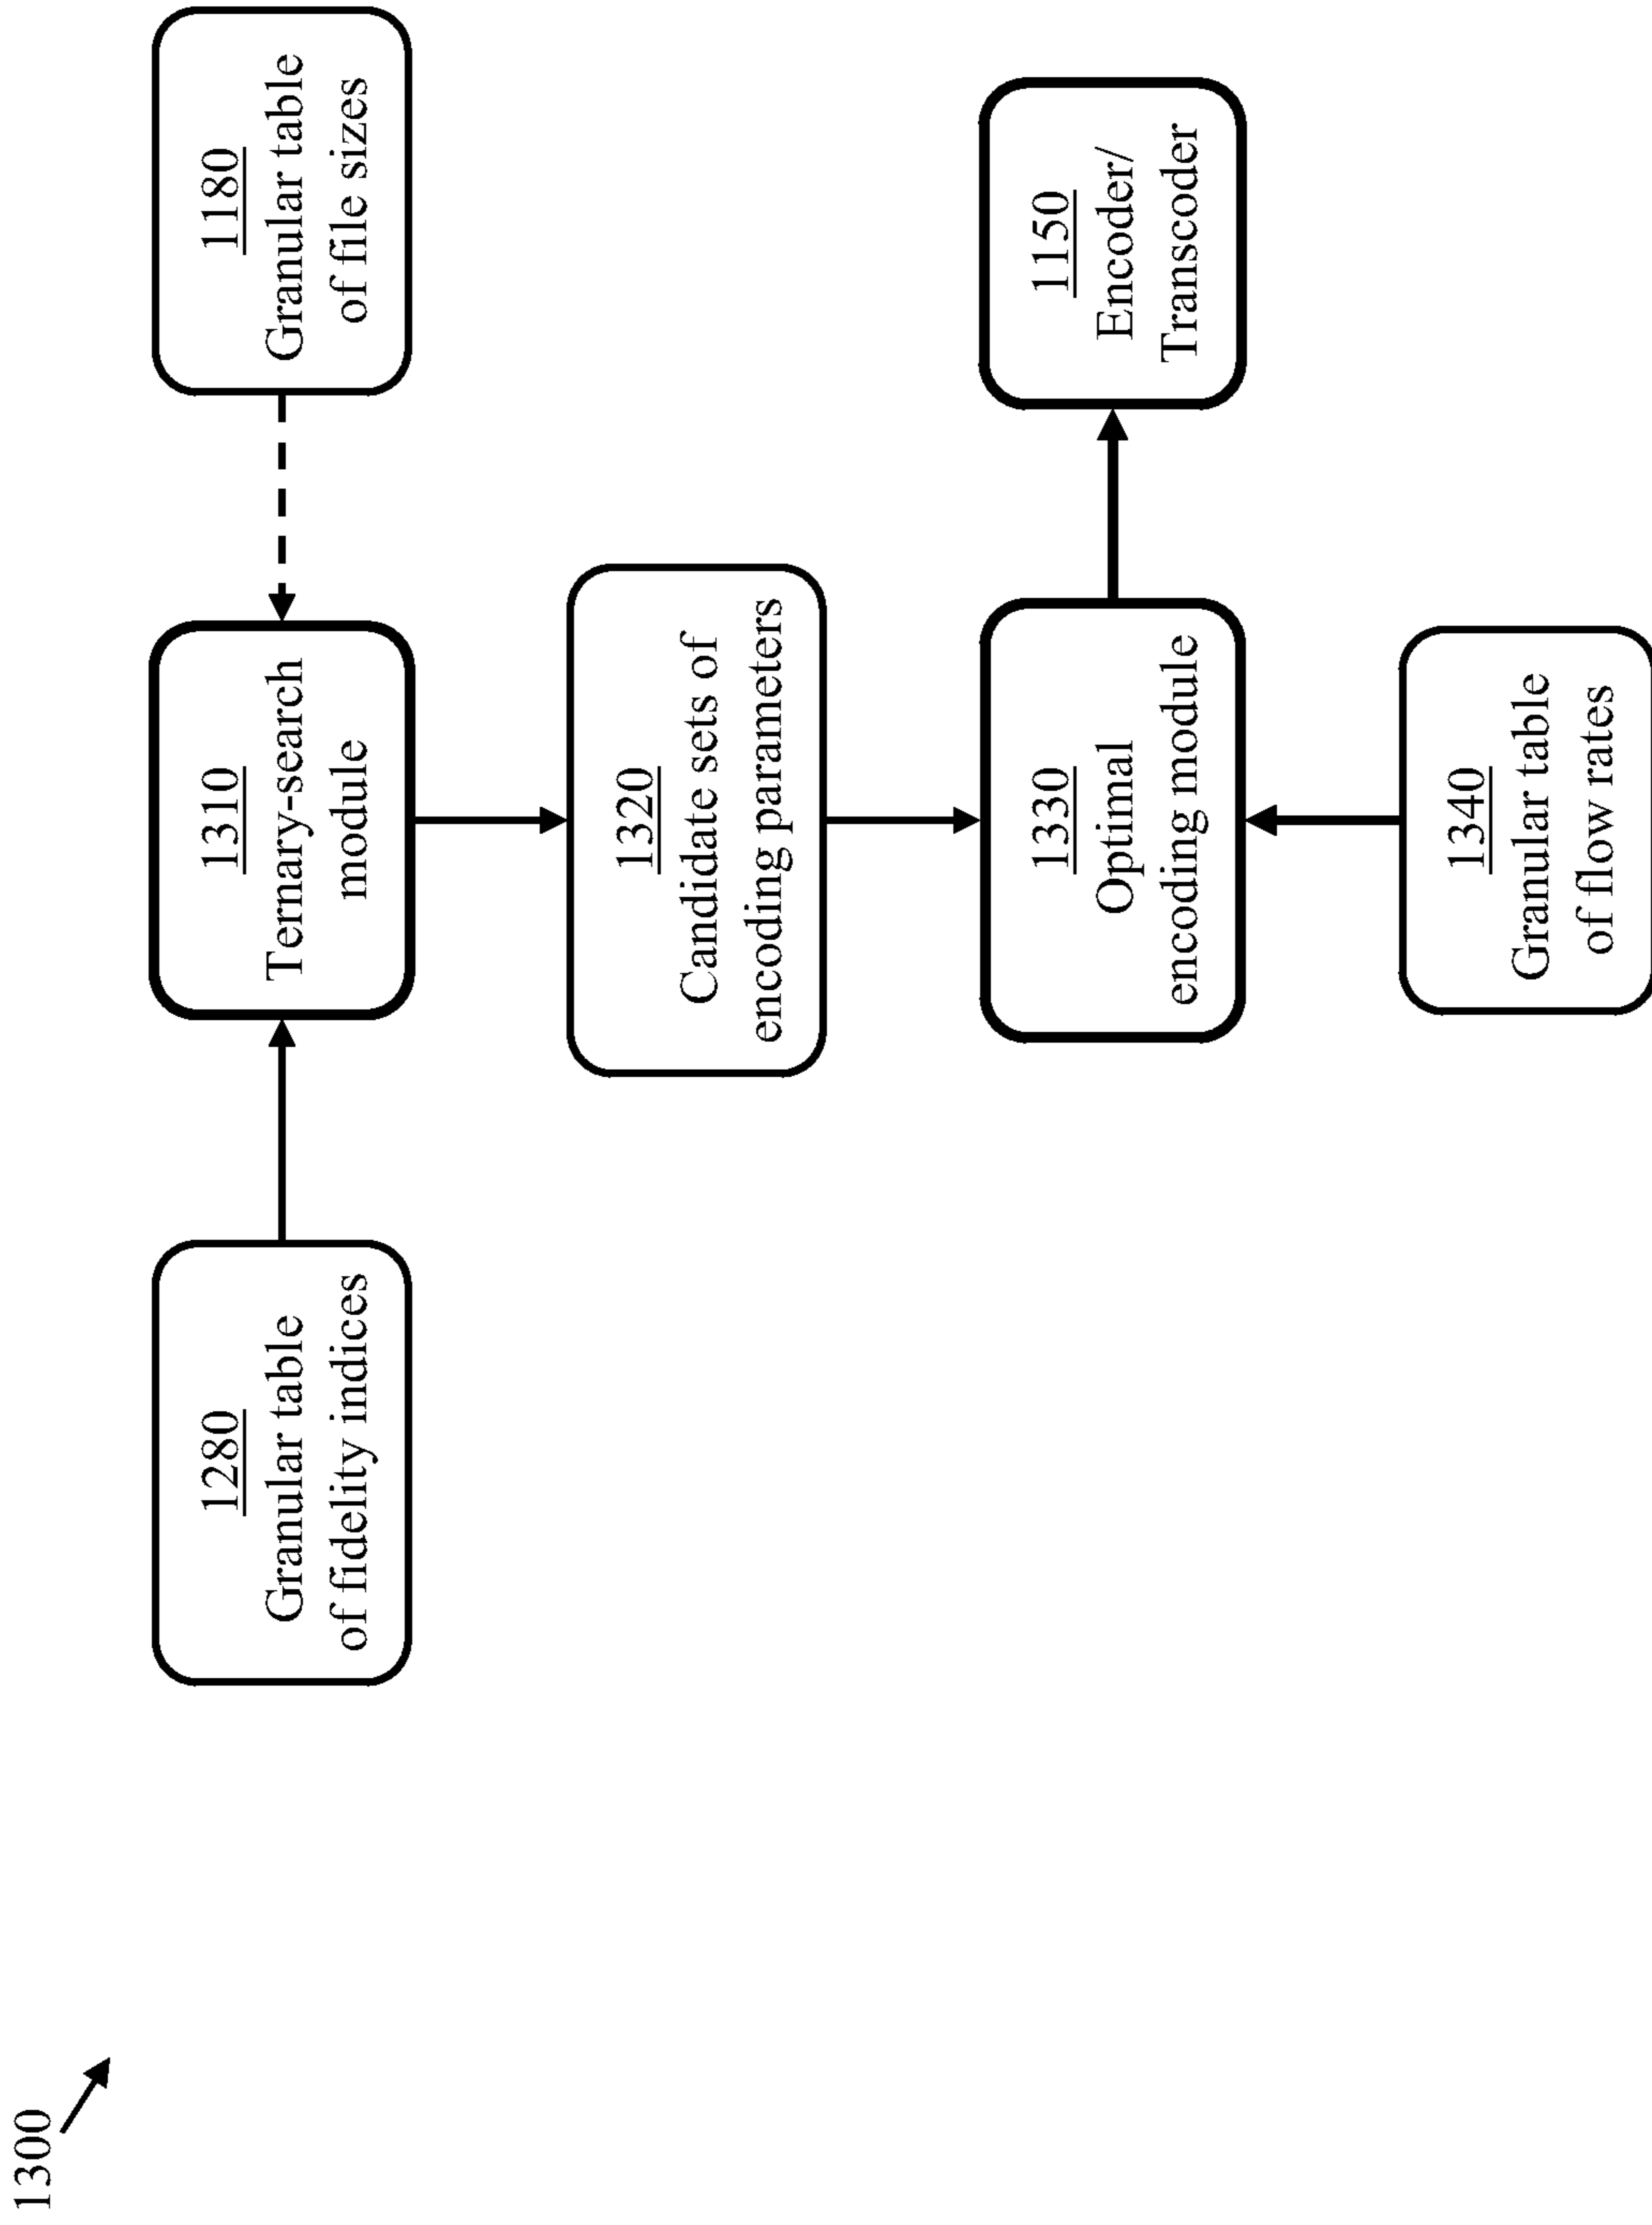 1300
1280
Granular table
of fidelity indices
1310
Ternary-search
module
1180
Granular table
of file sizes
1320
Candidate sets of
encoding parameters
1330
Optimal
encoding module
1150
Encoder/
Transcoder
1340
Granular table
of flow rates